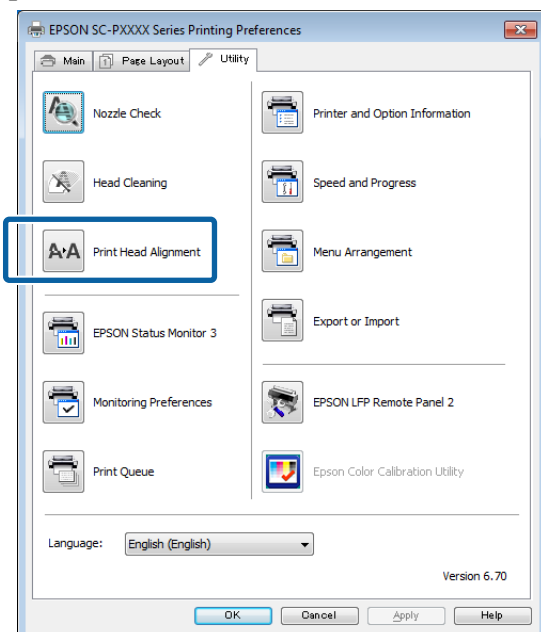 EPSON SC-PXXXX Series Printing Preferences
Main
Page Layout
Utility
Nozzle Check
Printer and Option Information
Head Cleaning
Speed and Progress
A A
Print Head Alignment
Menu Arrangement
EPSON Status Monitor 3
Export or Import
Monitoring Preferences
EPSON LFP Remote Panel 2
Print Queue
Epson Color Calibration Utility
Language:
English (English)
Version 6.70
OK
Cancel
Apply
Help